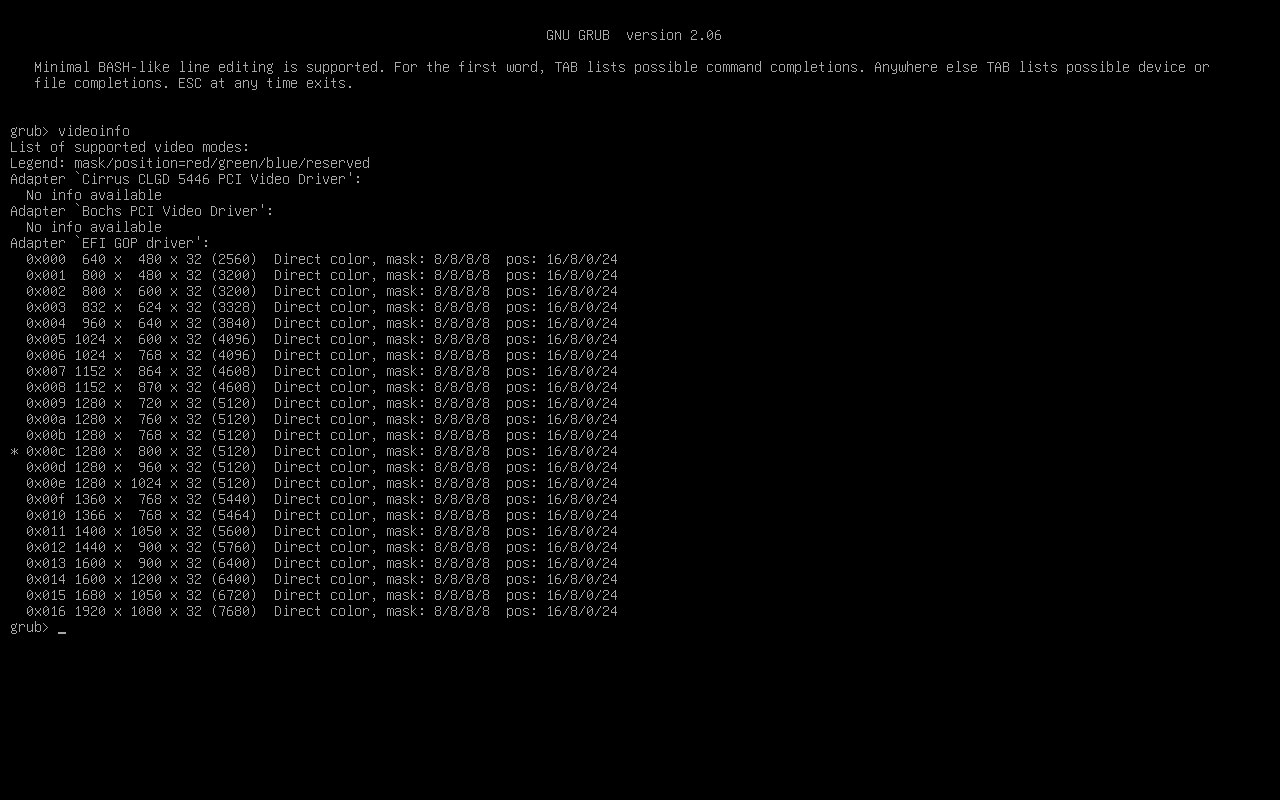 GNU GRUB  version 2.06
Minimal BASH-like line editing is supported. For the first word, TAB lists possible command completions. Anywhere else TAB lists possible device or
file completions. ESC at any time exits.
grub> videoinfo
List of supported video modes:
Legend: mask/position=red/green/blue/reserved
Adapter `Cirrus CLGD 5446 PCI Video Driver':
  No info available
Adapter `Bochs PCI Video Driver':
  No info available
Adapter `EFI GOP driver':
  0x000  640 x  480 x 32 (2560)  Direct color, mask: 8/8/8/8  pos: 16/8/0/24
  0x001  800 x  480 x 32 (3200)  Direct color, mask: 8/8/8/8  pos: 16/8/0/24
  0x002  800 x  600 x 32 (3200)  Direct color, mask: 8/8/8/8  pos: 16/8/0/24
  0x003  832 x  624 x 32 (3328)  Direct color, mask: 8/8/8/8  pos: 16/8/0/24
  0x004  960 x  640 x 32 (3840)  Direct color, mask: 8/8/8/8  pos: 16/8/0/24
  0x005 1024 x  600 x 32 (4096)  Direct color, mask: 8/8/8/8  pos: 16/8/0/24
  0x006 1024 x  768 x 32 (4096)  Direct color, mask: 8/8/8/8  pos: 16/8/0/24
  0x007 1152 x  864 x 32 (4608)  Direct color, mask: 8/8/8/8  pos: 16/8/0/24
  0x008 1152 x  870 x 32 (4608)  Direct color, mask: 8/8/8/8  pos: 16/8/0/24
  0x009 1280 x  720 x 32 (5120)  Direct color, mask: 8/8/8/8  pos: 16/8/0/24
  0x00a 1280 x  760 x 32 (5120)  Direct color, mask: 8/8/8/8  pos: 16/8/0/24
  0x00b 1280 x  768 x 32 (5120)  Direct color, mask: 8/8/8/8  pos: 16/8/0/24
* 0x00c 1280 x  800 x 32 (5120)  Direct color, mask: 8/8/8/8  pos: 16/8/0/24
  0x00d 1280 x  960 x 32 (5120)  Direct color, mask: 8/8/8/8  pos: 16/8/0/24
  0x00e 1280 x 1024 x 32 (5120)  Direct color, mask: 8/8/8/8  pos: 16/8/0/24
  0x00f 1360 x  768 x 32 (5440)  Direct color, mask: 8/8/8/8  pos: 16/8/0/24
  0x010 1366 x  768 x 32 (5464)  Direct color, mask: 8/8/8/8  pos: 16/8/0/24
  0x011 1400 x 1050 x 32 (5600)  Direct color, mask: 8/8/8/8  pos: 16/8/0/24
  0x012 1440 x  900 x 32 (5760)  Direct color, mask: 8/8/8/8  pos: 16/8/0/24
  0x013 1600 x  900 x 32 (6400)  Direct color, mask: 8/8/8/8  pos: 16/8/0/24
  0x014 1600 x 1200 x 32 (6400)  Direct color, mask: 8/8/8/8  pos: 16/8/0/24
  0x015 1680 x 1050 x 32 (6720)  Direct color, mask: 8/8/8/8  pos: 16/8/0/24
  0x016 1920 x 1080 x 32 (7680)  Direct color, mask: 8/8/8/8  pos: 16/8/0/24
grub> _